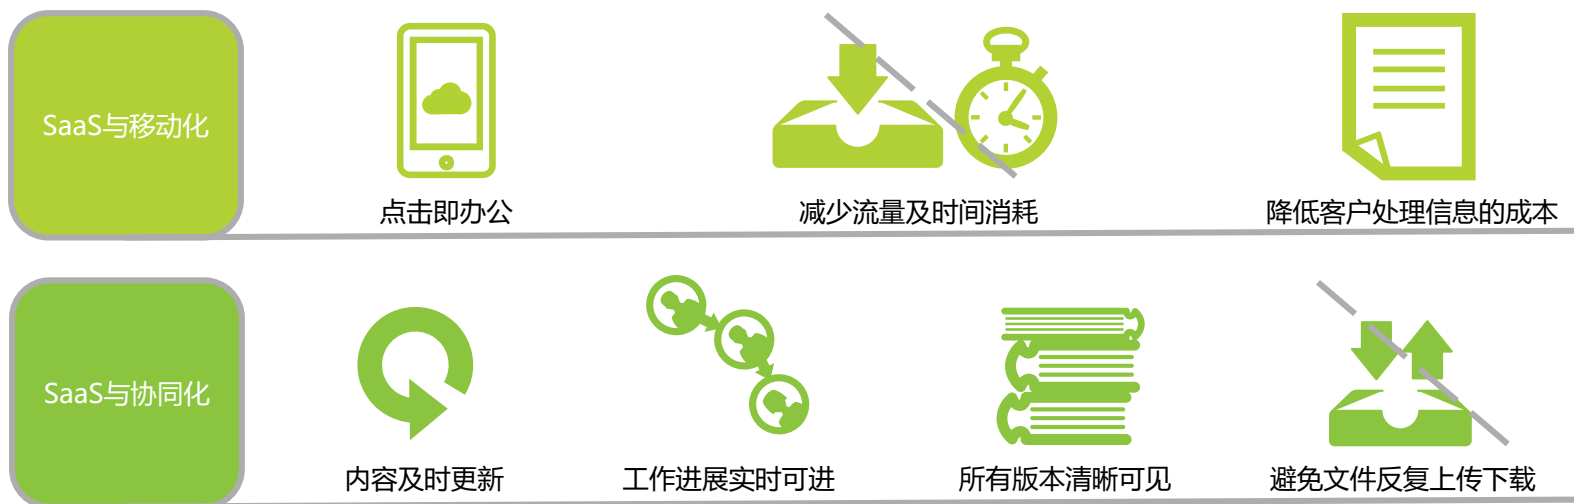 SaaS与移动化
点击即办公
减少流量及时间消耗
降低客户处理信息的成本
SaaS与协同化
内容及时更新
工作进展实时可进
所有版本清晰可见
避免文件反复上传下载